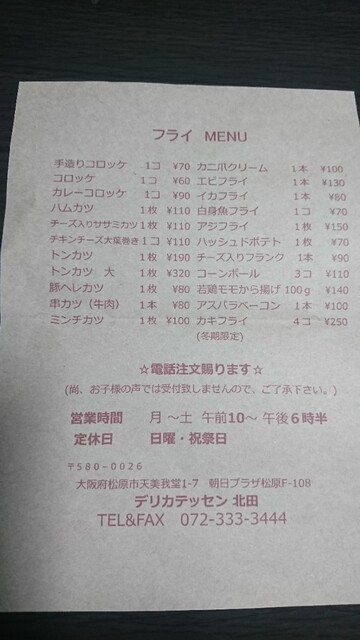 フライ MENU
手造りコロッケ 1コ ¥70 カニ爪クリーム 1本 ¥100
コロッケ 1コ ¥60 エビフライ 1本 ¥130
カレーコロッケ 1コ ¥90 イカフライ 1本 ¥80
ハムカツ 1枚 ¥110 白身魚フライ 1コ ¥70
チーズ入りササミカツ 1枚 ¥110 アジフライ 1枚 ¥150
チキンチーズ大葉巻き 1コ ¥110 ハッシュドポテト 1枚 ¥70
トンカツ 1枚 ¥190 チーズ入りフランク 1本 ¥90
トンカツ 大 1枚 ¥320 コーンボール 3コ ¥110
豚ヘレカツ 1枚 ¥80 若鶏モモから揚げ 100g ¥140
串カツ(牛肉) 1本 ¥80 アスパラベーコン 1本 ¥100
ミンチカツ 1枚 ¥100 カキフライ 4コ ¥250
(冬期限定)
☆電話注文賜ります☆
(尚、お子様の声では受付致しませんので、ご了承下さい。)
営業時間 月~土 午前10~午後6時半
定休日 日曜・祝祭日
〒580-0026
大阪府松原市天美我堂1-7 朝日プラザ松原F-108
デリカテッセン 北田
TEL&FAX 072-333-3444